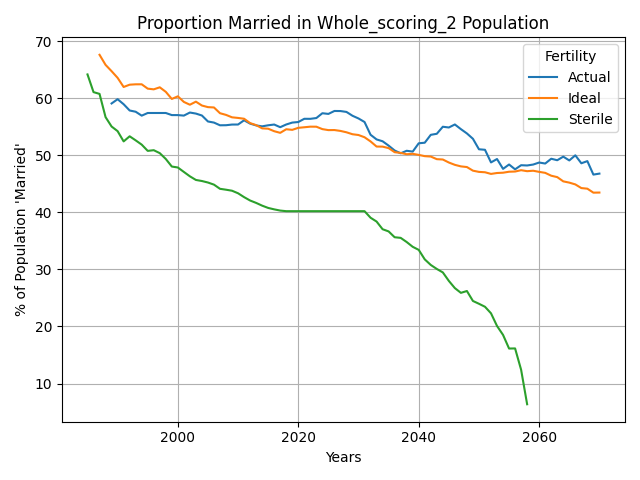 Proportion Married in Whole_scoring_2 Population
% of Population 'Married'
70
60
50
40
30
20
10
Fertility
Actual
Ideal
Sterile
2000
2020
2040
2060
Years